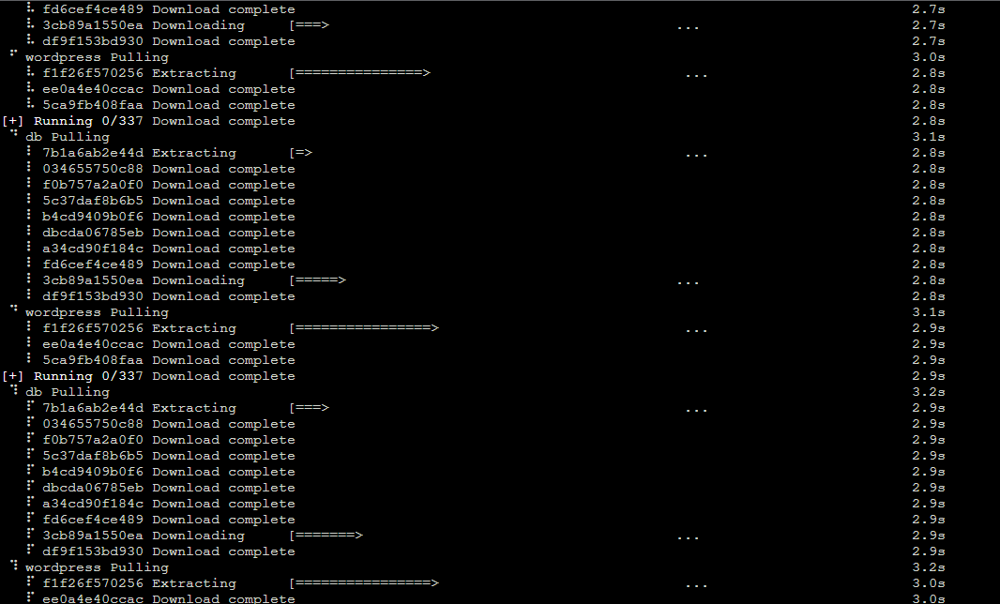 fd6cef4ce489 Download complete 2.7s
3cb89a1550ea Downloading [===> ... 2.7s
df9f153bd930 Download complete 2.7s
wordpress Pulling 3.0s
f1f26f570256 Extracting [===============> ... 2.8s
ee0a4e40ccac Download complete 2.8s
5ca9fb408faa Download complete 2.8s
[+] Running 0/337 Download complete 2.8s
db Pulling 3.1s
7b1a6ab2e44d Extracting [=> ... 2.8s
034655750c88 Download complete 2.8s
f0b757a2a0f0 Download complete 2.8s
5c37daf8b6b5 Download complete 2.8s
b4cd9409b0f6 Download complete 2.8s
dbcda06785eb Download complete 2.8s
a34cd90f184c Download complete 2.8s
fd6cef4ce489 Download complete 2.8s
3cb89a1550ea Downloading [=====> ... 2.8s
df9f153bd930 Download complete 2.8s
wordpress Pulling 3.1s
f1f26f570256 Extracting [================> ... 2.9s
ee0a4e40ccac Download complete 2.9s
5ca9fb408faa Download complete 2.9s
[+] Running 0/337 Download complete 2.9s
db Pulling 3.2s
7b1a6ab2e44d Extracting [===> ... 2.9s
034655750c88 Download complete 2.9s
f0b757a2a0f0 Download complete 2.9s
5c37daf8b6b5 Download complete 2.9s
b4cd9409b0f6 Download complete 2.9s
dbcda06785eb Download complete 2.9s
a34cd90f184c Download complete 2.9s
fd6cef4ce489 Download complete 2.9s
3cb89a1550ea Downloading [=======> ... 2.9s
df9f153bd930 Download complete 2.9s
wordpress Pulling 3.2s
f1f26f570256 Extracting [================> ... 3.0s
ee0a4e40ccac Download complete 3.0s